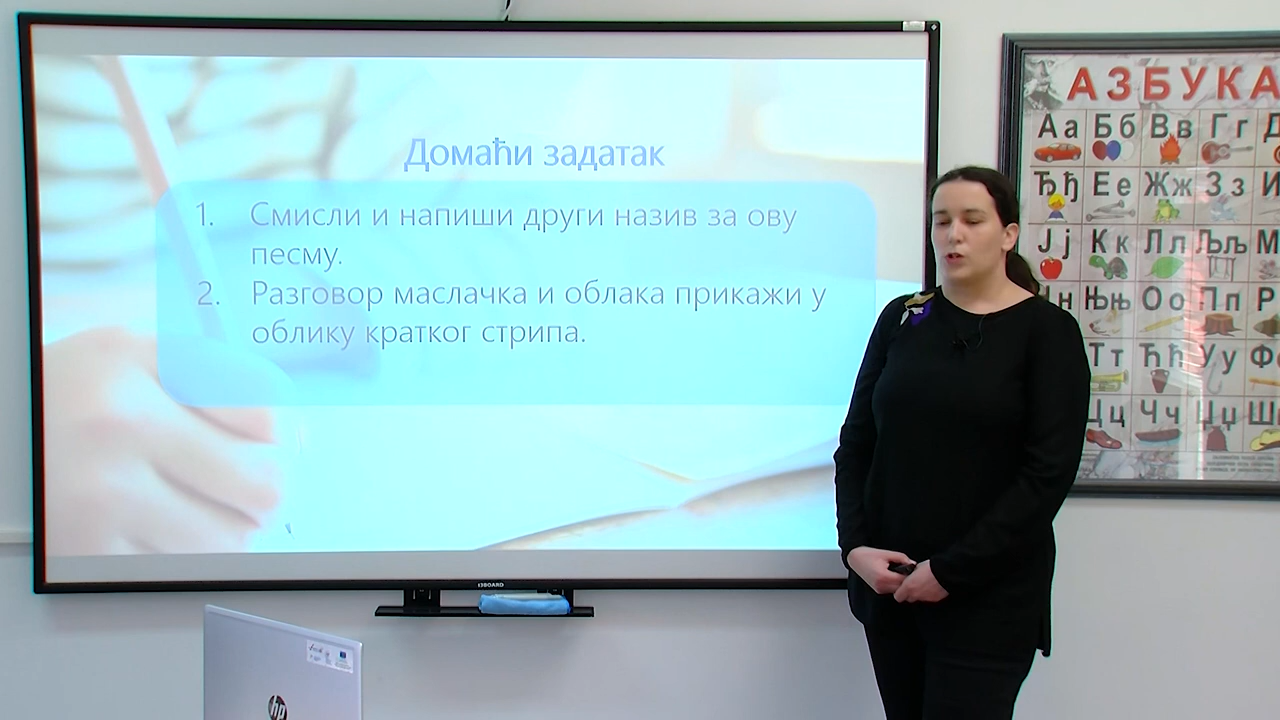 Домаћи задатак
1. Смисли и напиши други назив за ову
песму.
2. Разговор маслачка и облака прикажи у
облику кратког стрипа.
i3BOARD
hp
АЗБУКА
Аа Бб Вв Гг
Ђђ Ее Жж Зз И
Јј Кк Лл Љљ М
Њњ Оо Пп Р
Тт Ћћ Уу Ф
Цц Чч Џџ Ш